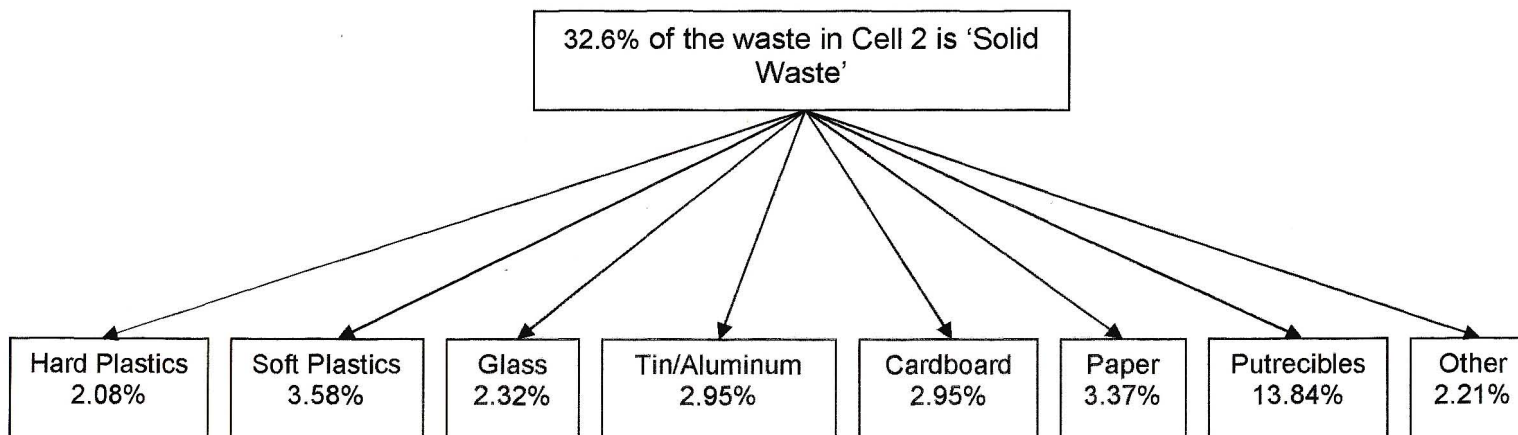 32.6% of the waste in Cell 2 is ‘Solid
Waste’
Hard Plastics
2.08%
Soft Plastics
3.58%
Glass
2.32%
Tin/Aluminum
2.95%
Cardboard
2.95%
Paper
3.37%
Putrecibles
13.84%
Other
2.21%